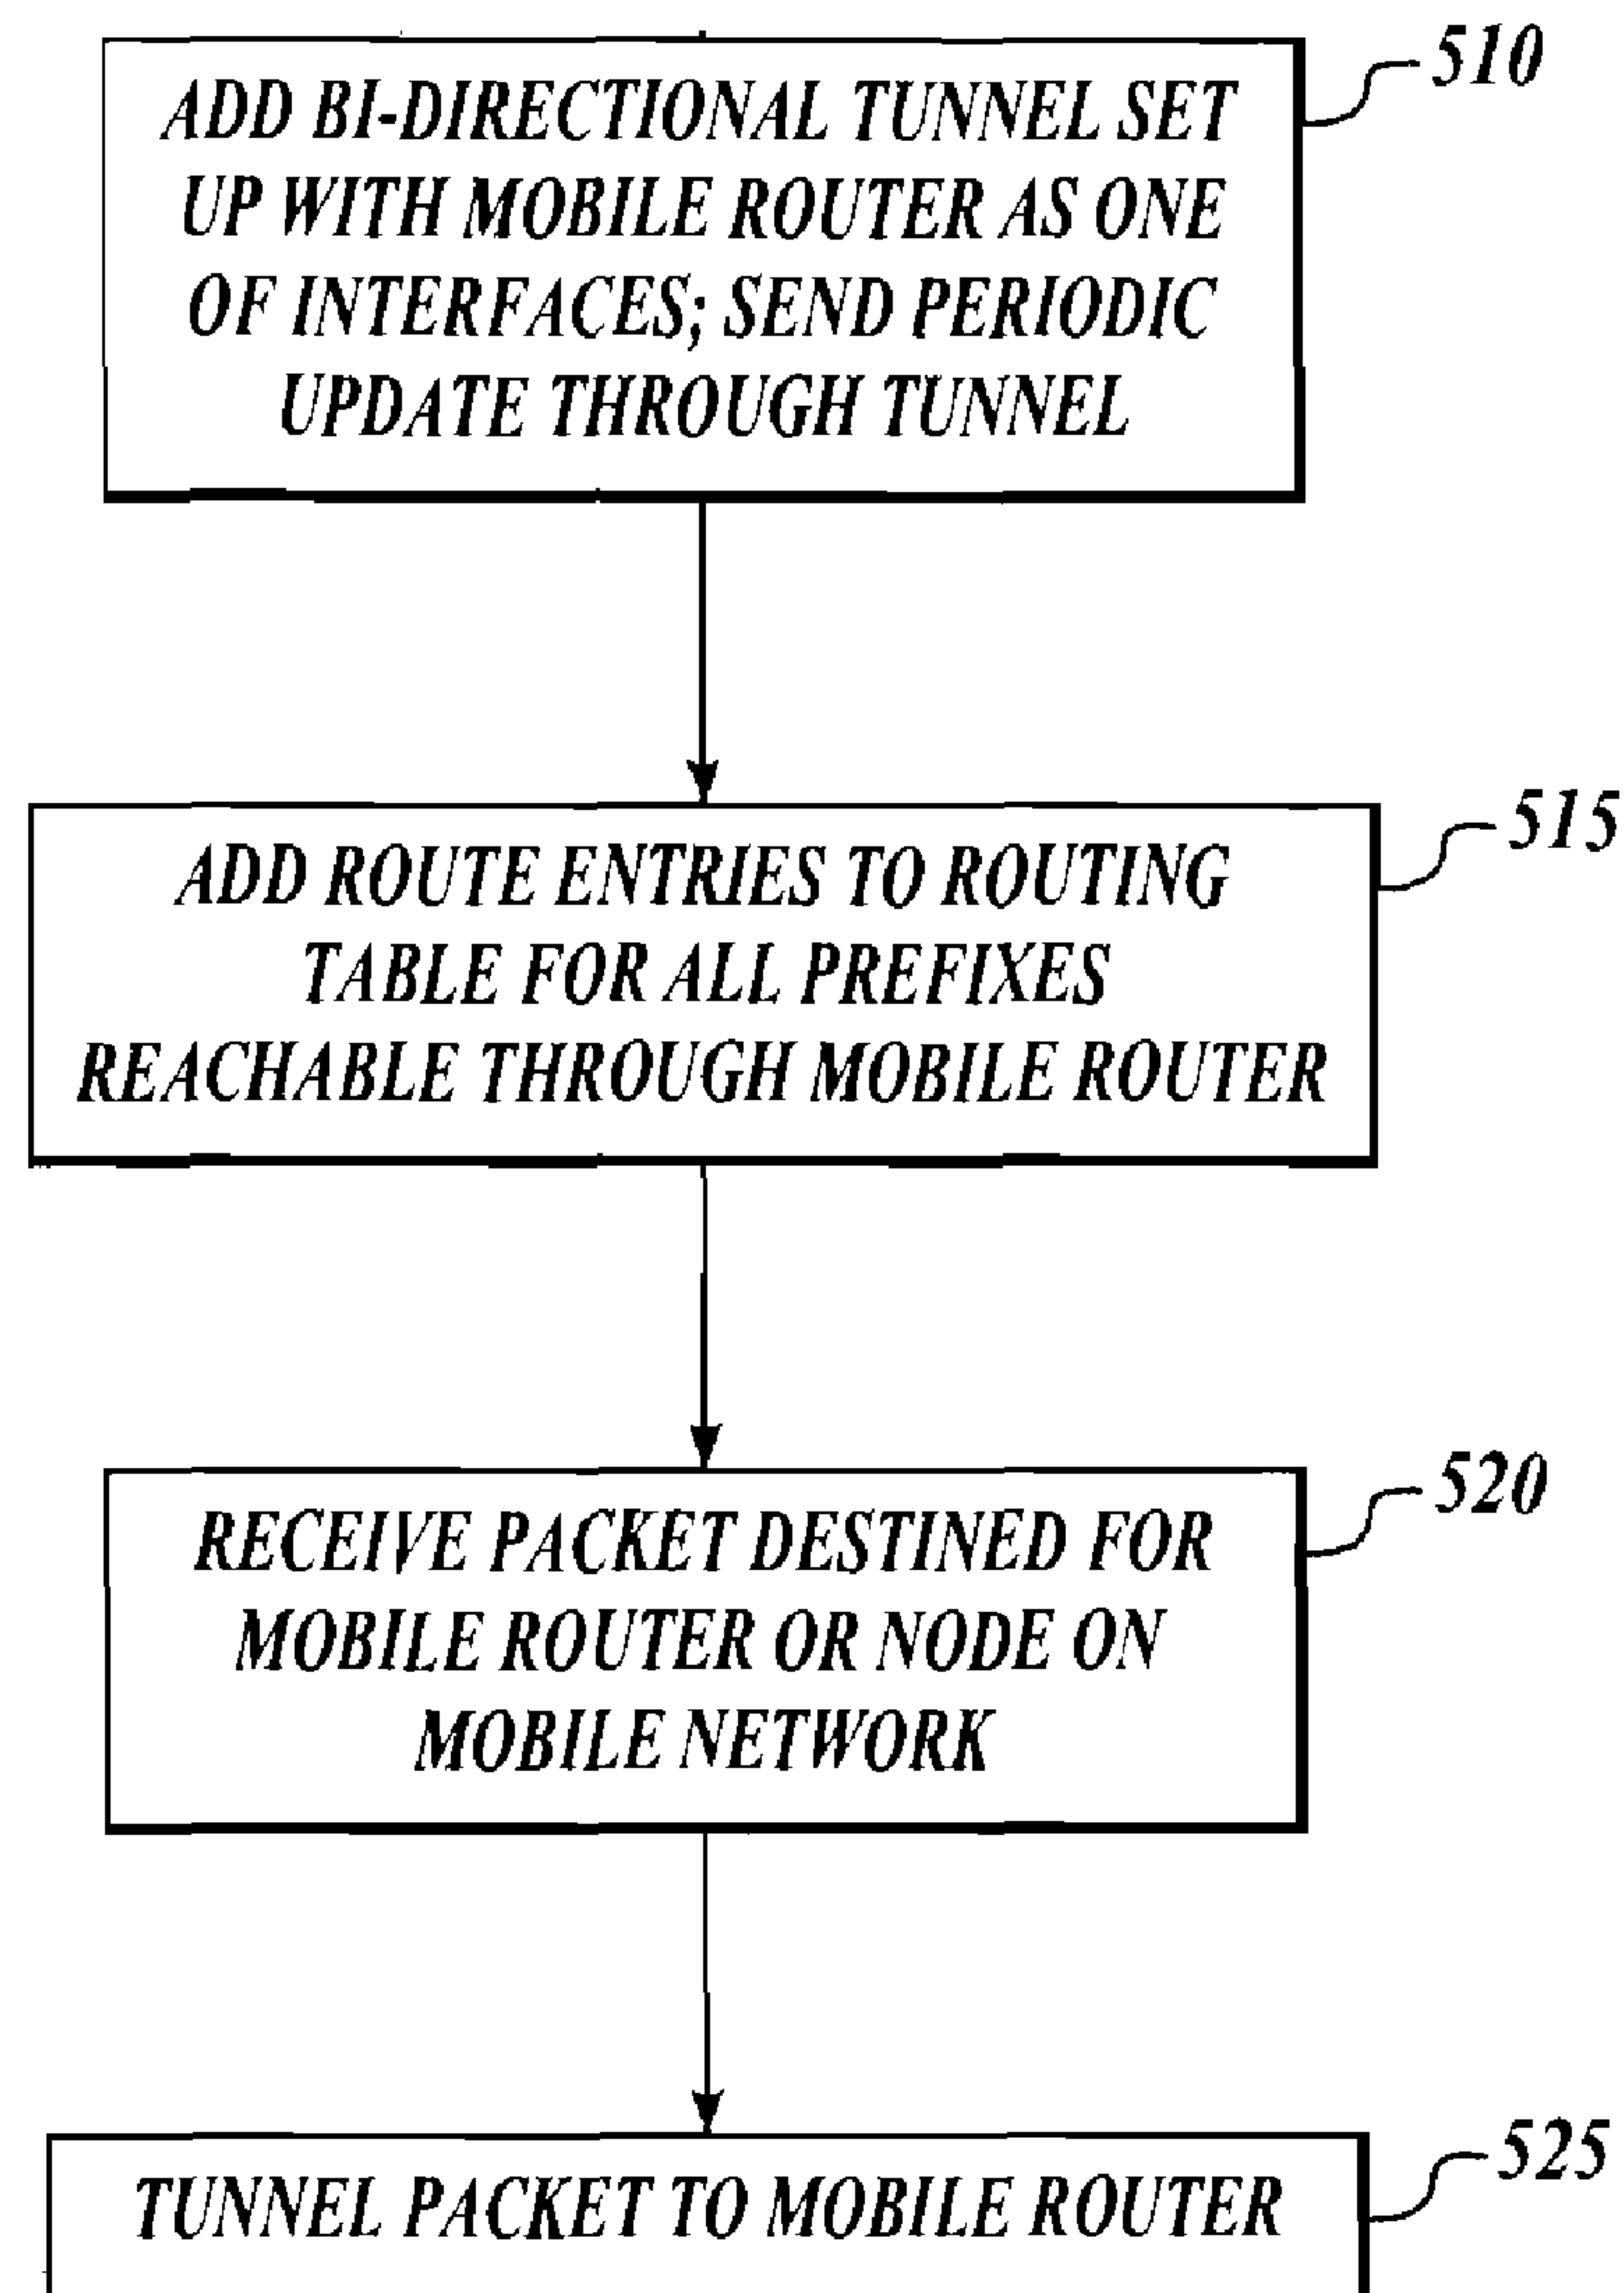 510
ADD BI-DIRECTIONAL TUNNEL SET
UP WITH MOBILE ROUTER AS ONE
OF INTERFACES; SEND PERIODIC
UPDATE THROUGH TUNNEL
515
ADD ROUTE ENTRIES TO ROUTING
TABLE FOR ALL PREFIXES
REACHABLE THROUGH MOBILE ROUTER
520
RECEIVE PACKET DESTINED FOR
MOBILE ROUTER OR NODE ON
MOBILE NETWORK
525
TUNNEL PACKET TO MOBILE ROUTER